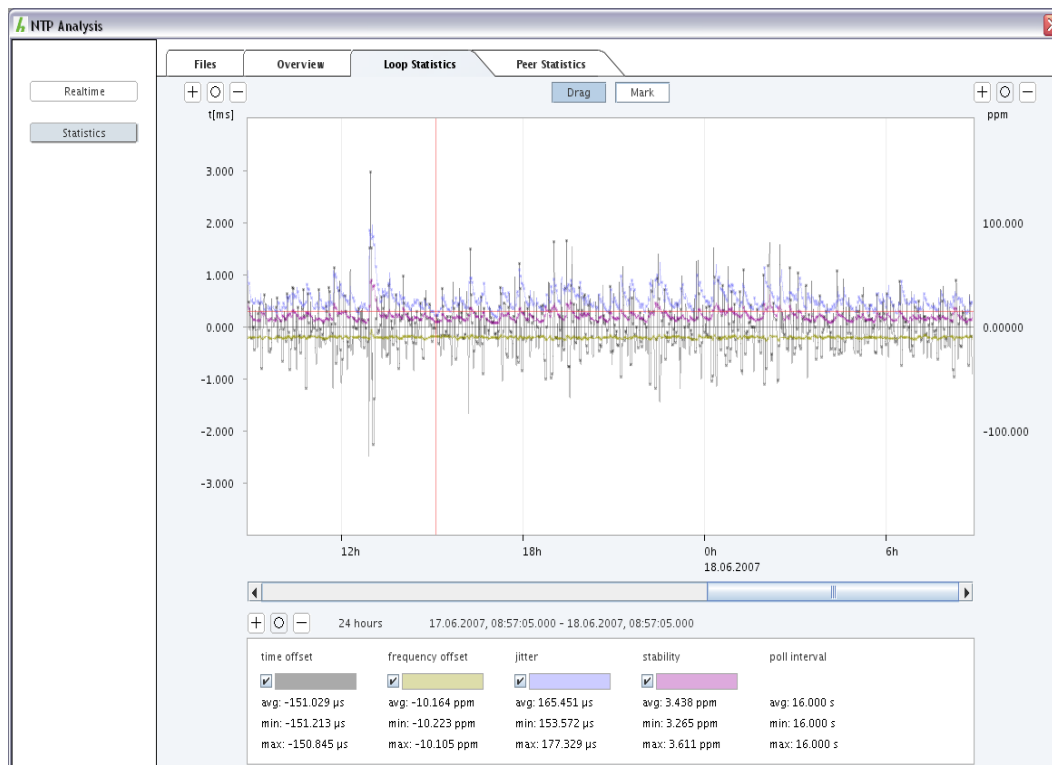 NTP Analysis
Realtime
Statistics
Files Overview Loop Statistics Peer Statistics
Drag Mark
t[ms] ppm
3.000
2.000 100.000
1.000
0.000 0.00000
-1.000
-2.000 -100.000
-3.000
12h 18h 0h 6h
18.06.2007
24 hours 17.06.2007, 08:57:05.000 - 18.06.2007, 08:57:05.000
time offset frequency offset jitter stability poll interval
avg: -151.029 µs avg: -10.164 ppm avg: 165.451 µs avg: 3.438 ppm avg: 16.000 s
min: -151.213 µs min: -10.223 ppm min: 153.572 µs min: 3.265 ppm min: 16.000 s
max: -150.845 µs max: -10.105 ppm max: 177.329 µs max: 3.611 ppm max: 16.000 s